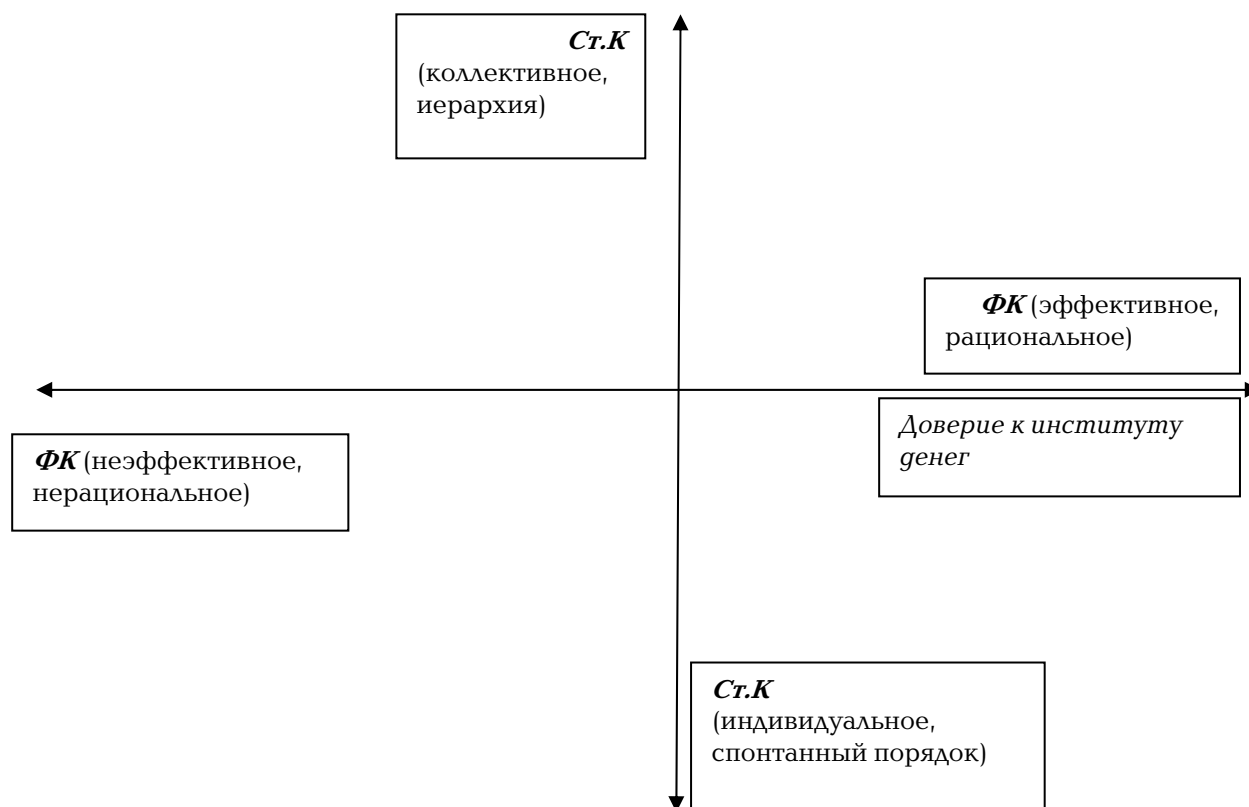 Ст.К
(коллективное,
иерархия)
ФК (эффективное,
рациональное)
Доверие к институту
денег
ФК (неэффективное,
нерациональное)
Ст.К
(индивидуальное,
спонтанный порядок)